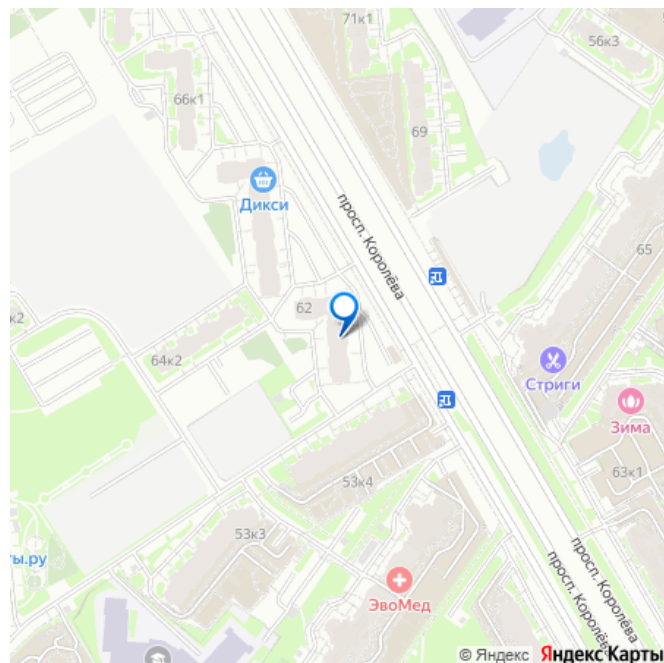 71к1
56к3
66к1
69
Дикси
просп. Королёва
65
62
к2
64к2
Стриги
Зима
63к1
53к4
53к3
ты.ру
ЭвоМед
просп. Королёва
просп. Королёва
© Яндекс Яндекс Карты